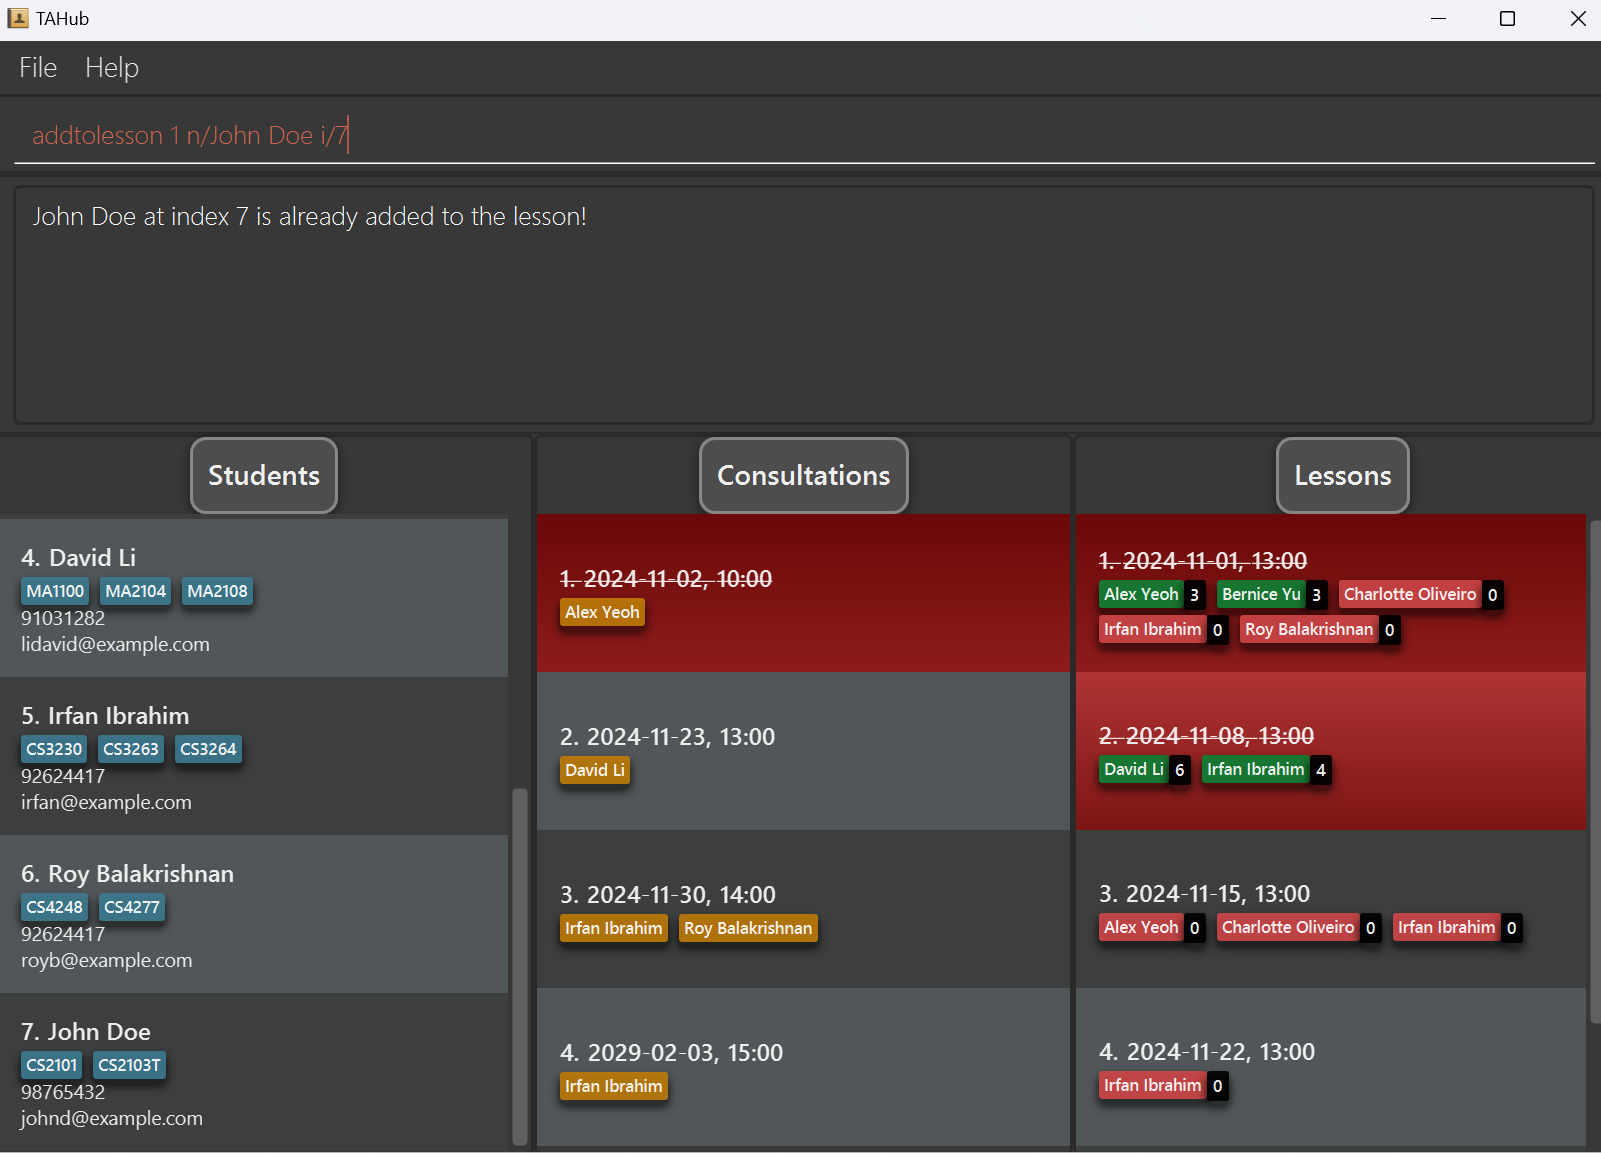 TAHub
File Help
addtolesson 1 n/John Doe i/7
John Doe at index 7 is already added to the lesson!
Students
4. David Li
MA1100 MA2104 MA2108
91031282
lidavid@example.com
5. Irfan Ibrahim
CS3230 CS3263 CS3264
92624417
irfan@example.com
6. Roy Balakrishnan
CS4248 CS4277
92624417
royb@example.com
7. John Doe
CS2101 CS2103T
98765432
johnd@example.com
Consultations
1. 2024-11-02, 10:00
Alex Yeoh
2. 2024-11-23, 13:00
David Li
3. 2024-11-30, 14:00
Irfan Ibrahim Roy Balakrishnan
4. 2029-02-03, 15:00
Irfan Ibrahim
Lessons
1. 2024-11-01, 13:00
Alex Yeoh 3 Bernice Yu 3 Charlotte Oliveiro 0
Irfan Ibrahim 0 Roy Balakrishnan 0
2. 2024-11-08, 13:00
David Li 6 Irfan Ibrahim 4
3. 2024-11-15, 13:00
Alex Yeoh 0 Charlotte Oliveiro 0 Irfan Ibrahim 0
4. 2024-11-22, 13:00
Irfan Ibrahim 0